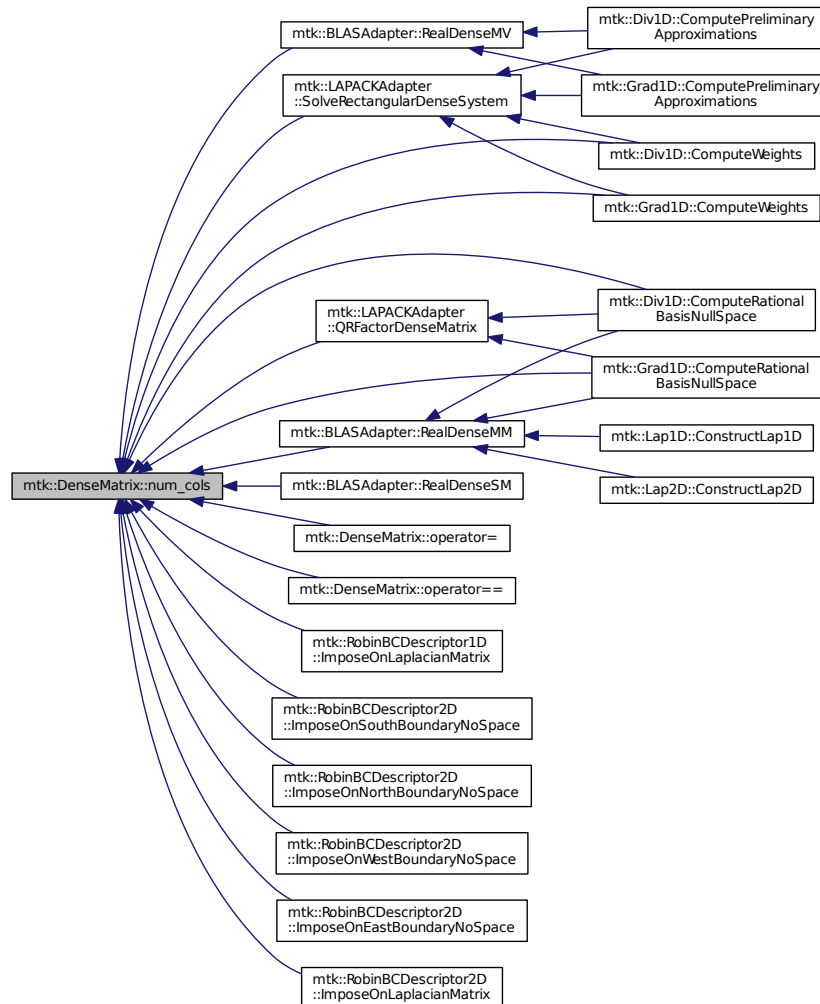 mtk::BLASAdapter::RealDenseMV
mtk::Div1D::ComputePreliminary
Approximations
mtk::LAPACKAdapter
::SolveRectangularDenseSystem
mtk::Grad1D::ComputePreliminary
Approximations
mtk::Div1D::ComputeWeights
mtk::Grad1D::ComputeWeights
mtk::LAPACKAdapter
::QRFactorDenseMatrix
mtk::Div1D::ComputeRational
BasisNullSpace
mtk::Grad1D::ComputeRational
BasisNullSpace
mtk::BLASAdapter::RealDenseMM
mtk::Lap1D::ConstructLap1D
mtk::DenseMatrix::num_cols
mtk::BLASAdapter::RealDenseSM
mtk::Lap2D::ConstructLap2D
mtk::DenseMatrix::operator=
mtk::DenseMatrix::operator==
mtk::RobinBCDescriptor1D
::ImposeOnLaplacianMatrix
mtk::RobinBCDescriptor2D
::ImposeOnSouthBoundaryNoSpace
mtk::RobinBCDescriptor2D
::ImposeOnNorthBoundaryNoSpace
mtk::RobinBCDescriptor2D
::ImposeOnWestBoundaryNoSpace
mtk::RobinBCDescriptor2D
::ImposeOnEastBoundaryNoSpace
mtk::RobinBCDescriptor2D
::ImposeOnLaplacianMatrix